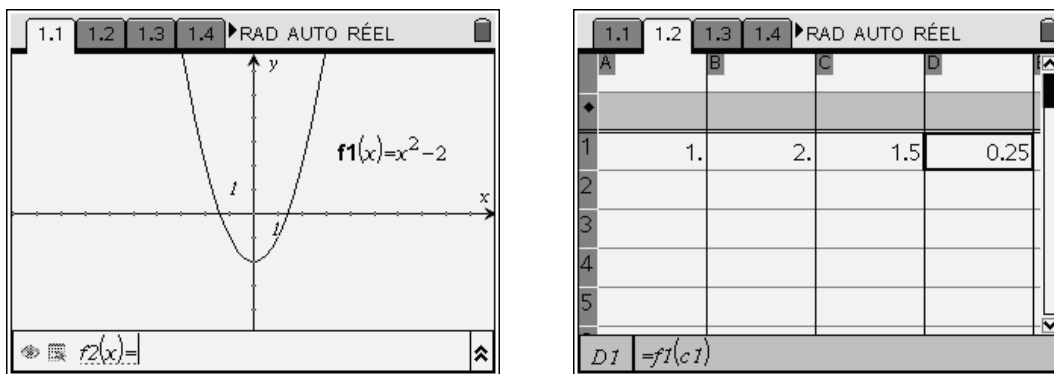 1.1 1.2 1.3 1.4 RAD AUTO RÉEL
y
f1(x)=x²-2
1
x
1
f2(x)=
1.1 1.2 1.3 1.4 RAD AUTO RÉEL
A B C D
1 1. 2. 1.5 0.25
2
3
4
5
D1 =f1(c1)